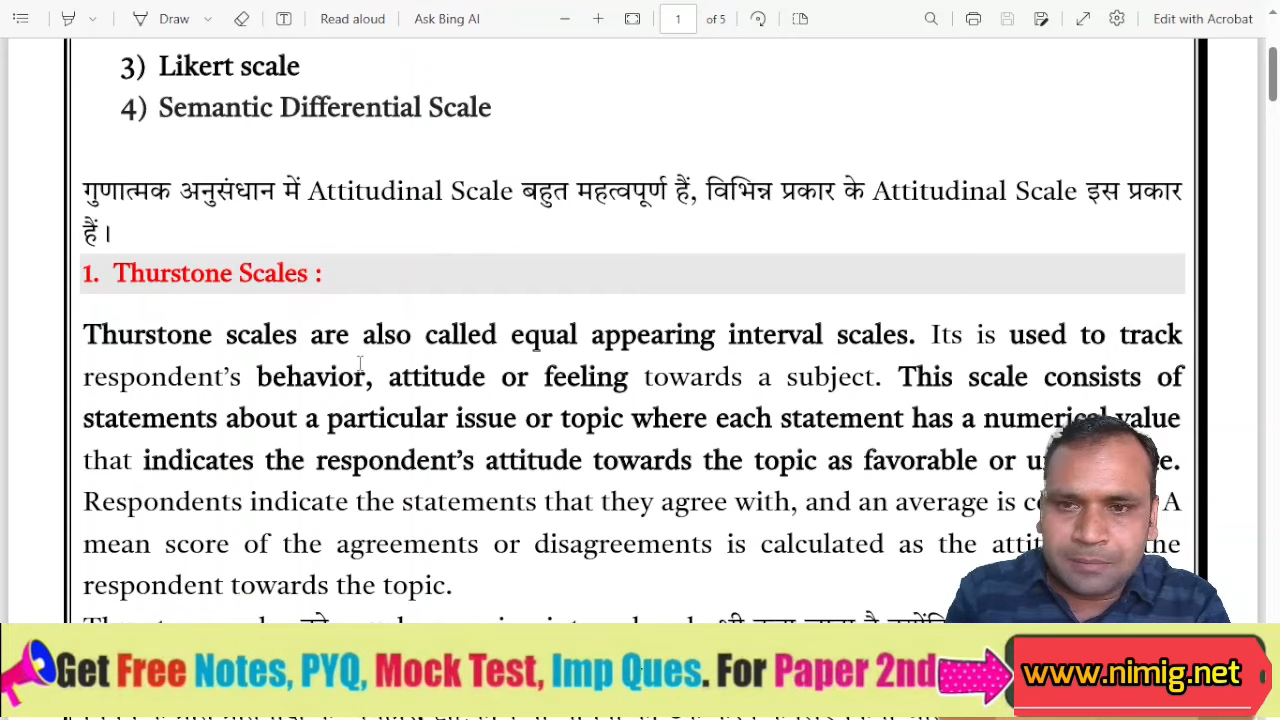 Draw
Read aloud
Ask Bing AI
1 of 5
Edit with Acrobat
3) Likert scale
4) Semantic Differential Scale
गुणात्मक अनुसंधान में Attitudinal Scale बहुत महत्वपूर्ण हैं, विभिन्न प्रकार के Attitudinal Scale इस प्रकार
हैं।
1. Thurstone Scales :
Thurstone scales are also called equal appearing interval scales. Its is used to track
respondent's behavior, attitude or feeling towards a subject. This scale consists of
statements about a particular issue or topic where each statement has a numerical value
that indicates the respondent's attitude towards the topic as favorable or
Respondents indicate the statements that they agree with, and an average is A
mean score of the agreements or disagreements is calculated as the the
respondent towards the topic.
Get Free Notes, PYQ, Mock Test, Imp Ques. For Paper 2nd
www.nimig.net